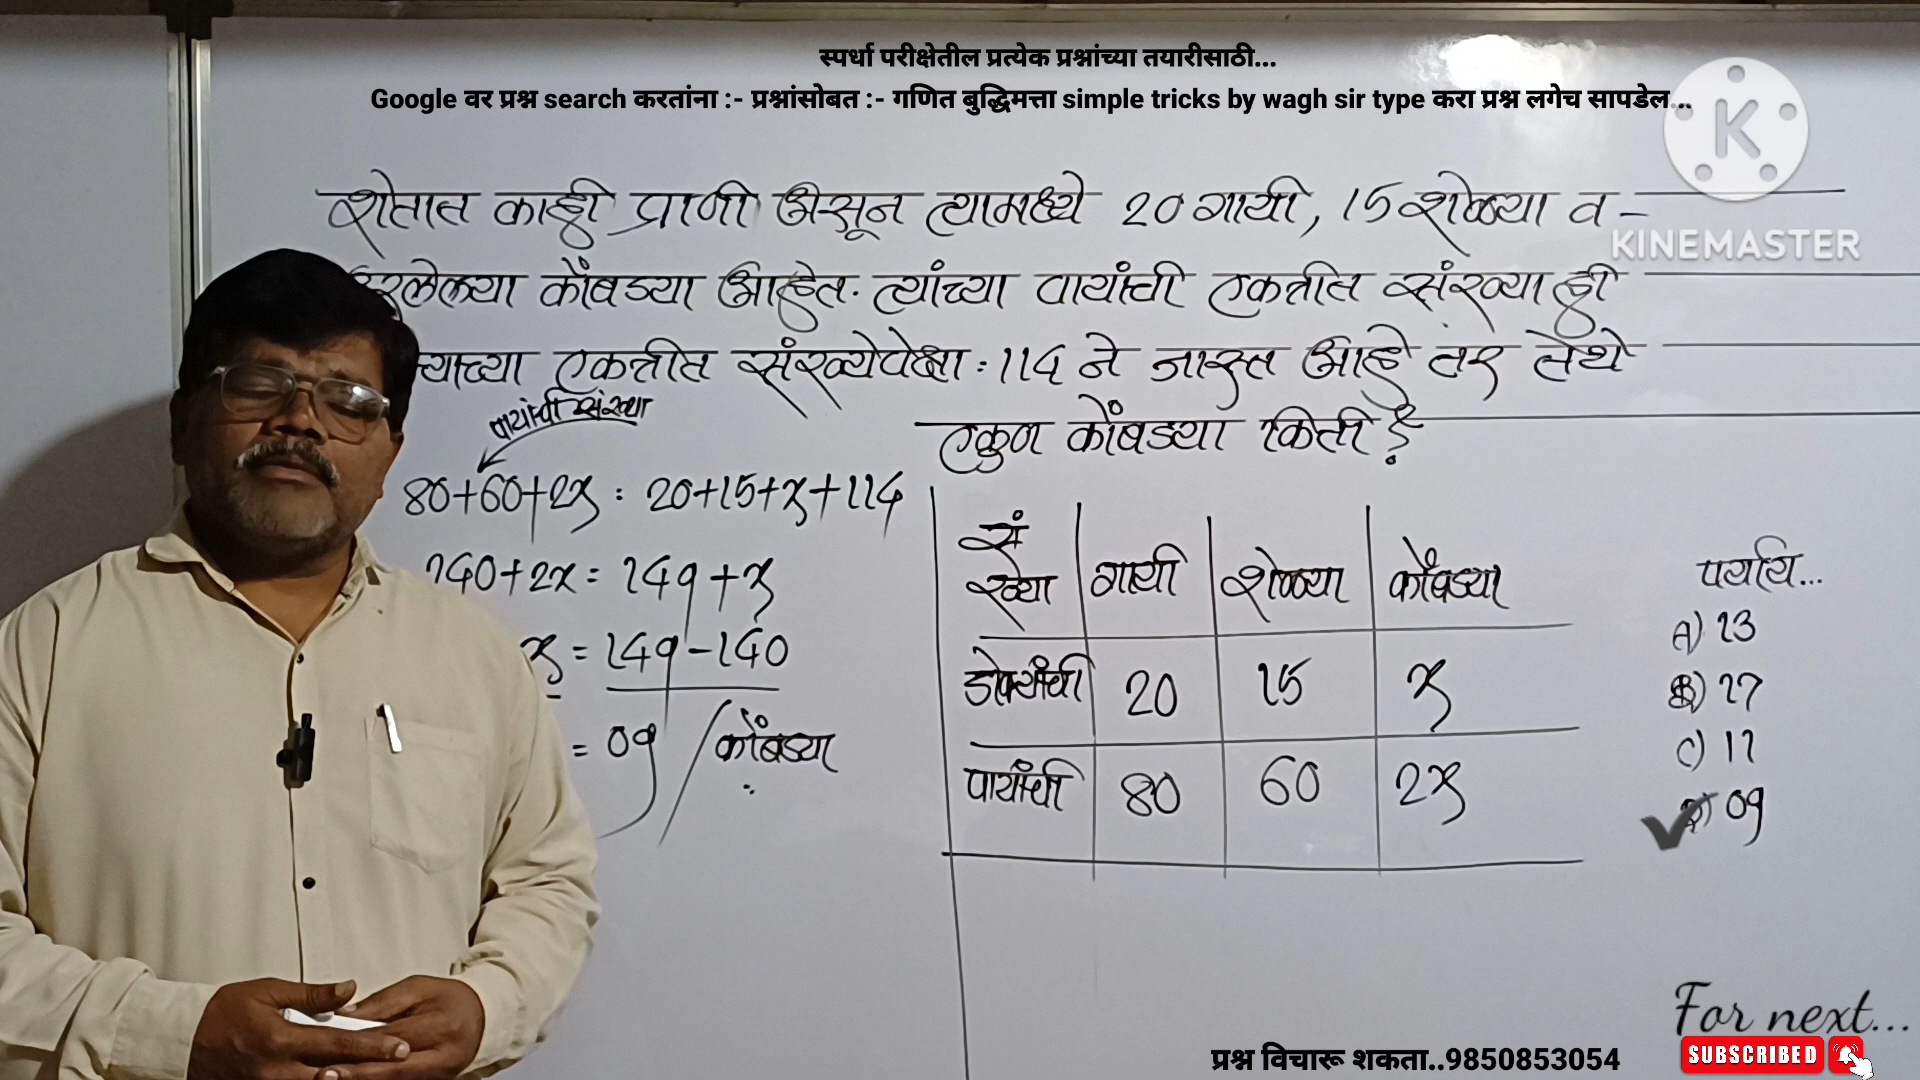 स्पर्धा परीक्षेतील प्रत्येक प्रश्नांच्या तयारीसाठी...
Google वर प्रश्न search करतांना :- प्रश्नांसोबत :- गणित बुद्धिमत्ता simple tricks by wagh sir type करा प्रश्न लगेच सापडेल...
K
KINEMASTER
शेतात काही प्राणी असून त्यामध्ये 20 गायी, 15 शेळ्या व
कोंबड्या आहेत. त्यांच्या पायांची एकत्रीत संख्या ही
एकत्रीत संख्येपेक्षा 114 ने जास्त आहे तर तेथे
एकुण कोंबड्या किती?
पायांची संख्या
80+60+2x = 20+15+x+114
140+2x = 149+x
x = 149-140
= 09 / कोंबड्या
संख्या गायी शेळ्या कोंबड्या
डोक्यांची 20 15 x
पायांची 80 60 2x
पर्याय...
A) 13
B) 17
C) 11
D) 09
For next...
SUBSCRIBED
प्रश्न विचारू शकता..9850853054